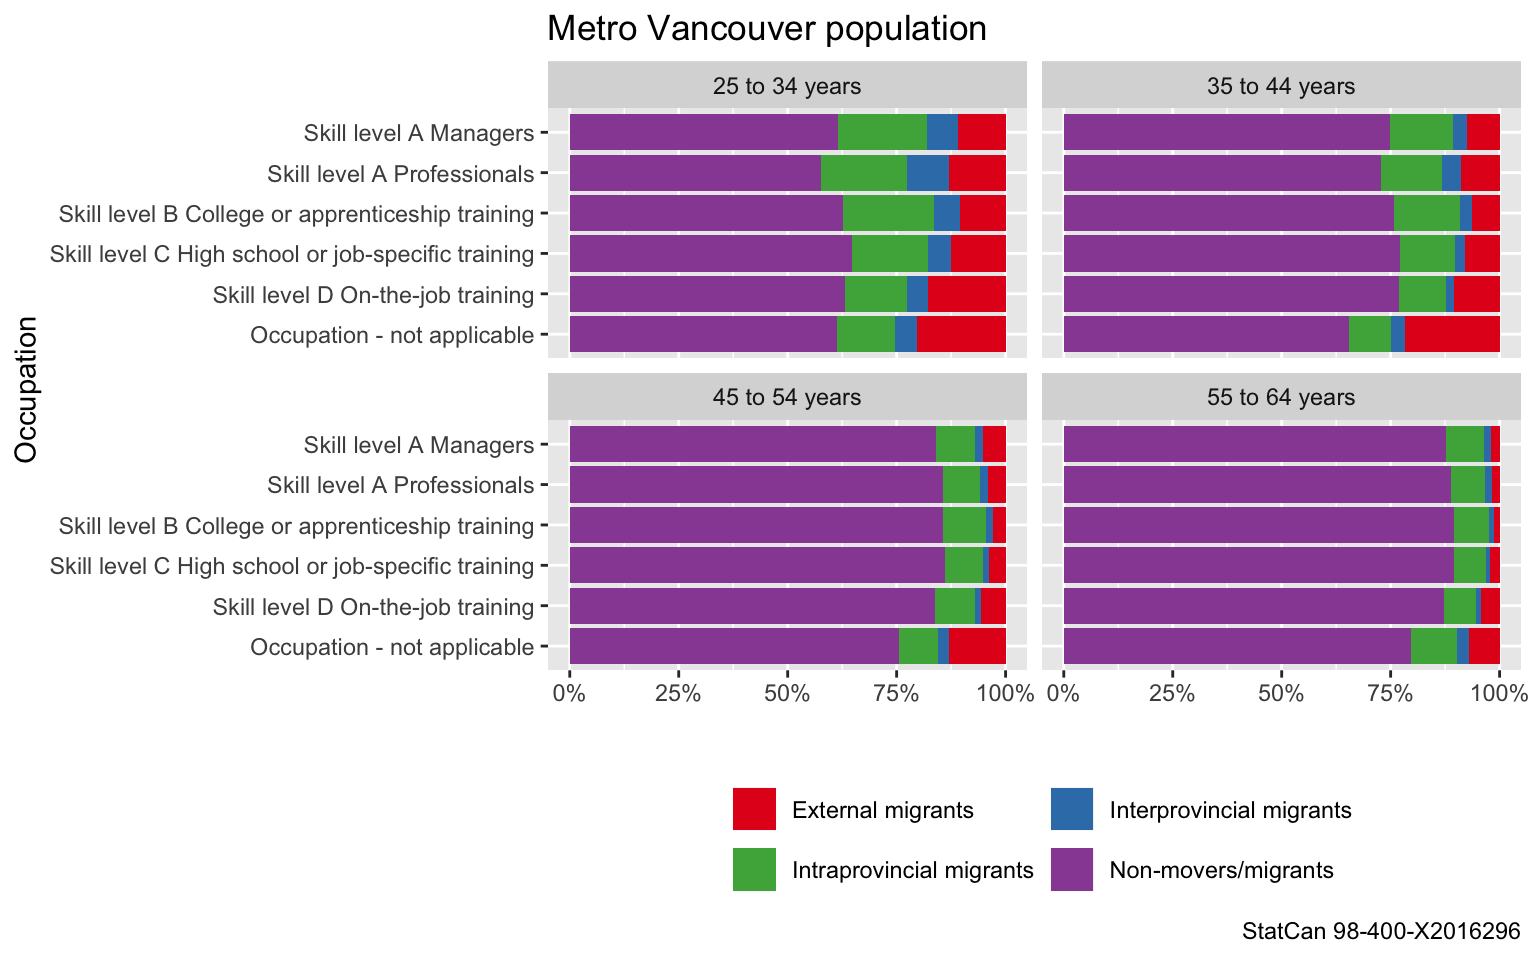 Metro Vancouver population
25 to 34 years
35 to 44 years
Skill level A Managers
Skill level A Professionals
Skill level B College or apprenticeship training
Skill level C High school or job-specific training
Skill level D On-the-job training
Occupation - not applicable
Occupation
45 to 54 years
55 to 64 years
Skill level A Managers
Skill level A Professionals
Skill level B College or apprenticeship training
Skill level C High school or job-specific training
Skill level D On-the-job training
Occupation - not applicable
0% 25% 50% 75% 100% 0% 25% 50% 75% 100%
External migrants
Interprovincial migrants
Intraprovincial migrants
Non-movers/migrants
StatCan 98-400-X2016296